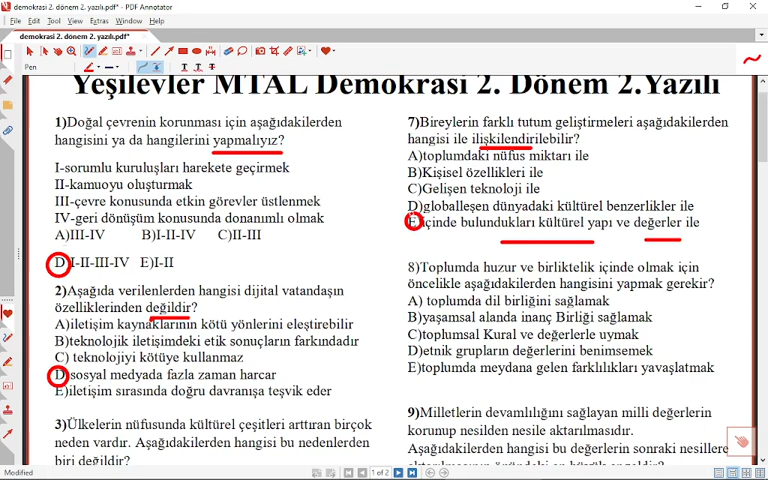 demokrasi 2. dönem 2. yazılı.pdf* - PDF Annotator
File Edit Tool View Extras Window Help
demokrasi 2. dönem 2. yazılı.pdf*
Pen
Yeşilevler MTAL Demokrasi 2. Dönem 2.Yazılı
1)Doğal çevrenin korunması için aşağıdakilerden
hangisini ya da hangilerini yapmalıyız?
I-sorumlu kuruluşları harekete geçirmek
II-kamuoyu oluşturmak
III-çevre konusunda etkin görevler üstlenmek
IV-geri dönüşüm konusunda donanımlı olmak
A)III-IV B)I-II-IV C)II-III
D)I-II-III-IV E)I-II
2)Aşağıda verilenlerden hangisi dijital vatandaşın
özelliklerinden değildir?
A)iletişim kaynaklarının kötü yönlerini eleştirebilir
B)teknolojik iletişimdeki etik sonuçların farkındadır
C) teknolojiyi kötüye kullanmaz
D)sosyal medyada fazla zaman harcar
E)iletişim sırasında doğru davranışa teşvik eder
3)Ülkelerin nüfusunda kültürel çeşitleri arttıran birçok
neden vardır. Aşağıdakilerden hangisi bu nedenlerden
biri değildir?
7)Bireylerin farklı tutum geliştirmeleri aşağıdakilerden
hangisi ile ilişkilendirilebilir?
A)toplumdaki nüfus miktarı ile
B)Kişisel özellikleri ile
C)Gelişen teknoloji ile
D)globalleşen dünyadaki kültürel benzerlikler ile
E)içinde bulundukları kültürel yapı ve değerler ile
8)Toplumda huzur ve birliktelik içinde olmak için
öncelikle aşağıdakilerden hangisini yapmak gerekir?
A) toplumda dil birliğini sağlamak
B)yaşamsal alanda inanç Birliği sağlamak
C)toplumsal Kural ve değerlerle uymak
D)etnik grupların değerlerini benimsemek
E)toplumda meydana gelen farklılıkları yavaşlatmak
9)Milletlerin devamlılığını sağlayan milli değerlerin
korunup nesilden nesile aktarılmasıdır.
Aşağıdakilerden hangisi bu değerlerin sonraki nesillere
Modified
1 of 2